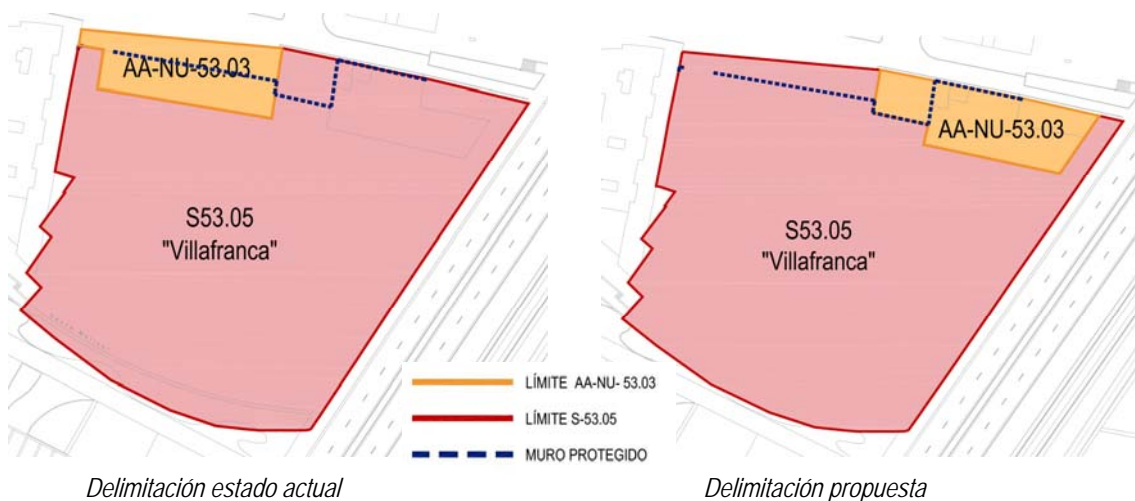 AA-NU-53.03
S53.05
"Villafranca"
AA-NU-53.03
S53.05
"Villafranca"
LÍMITE AA-NU- 53.03
LÍMITE S-53.05
MURO PROTEGIDO
Delimitación estado actual
Delimitación propuesta